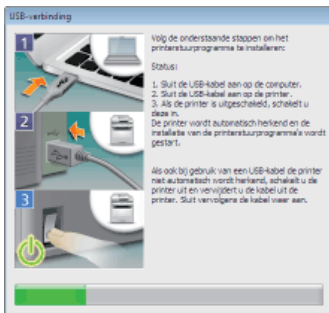 USB-verbinding
1
Volg de onderstaande stappen om het
printerstuurprogramma te installeren:
Status:
1. Sluit de USB-kabel aan op de computer.
2. Sluit de USB-kabel aan op de printer.
3. Als de printer is uitgeschakeld, schakelt u
deze in.
De printer wordt automatisch herkend en de
installatie van de printerstuurprogramma's wordt
gestart.
2
Als ook bij gebruik van een USB-kabel de printer
niet automatisch wordt herkend, schakelt u de
printer uit en verwijdert u de kabel uit de
printer. Sluit vervolgens de kabel weer aan.
3